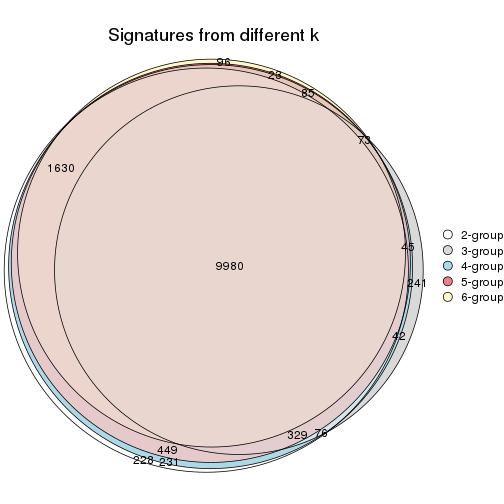 Signatures from different k
96
23
85
73
1630
45
9980
241
42
329
76
449
228
231
2-group
3-group
4-group
5-group
6-group